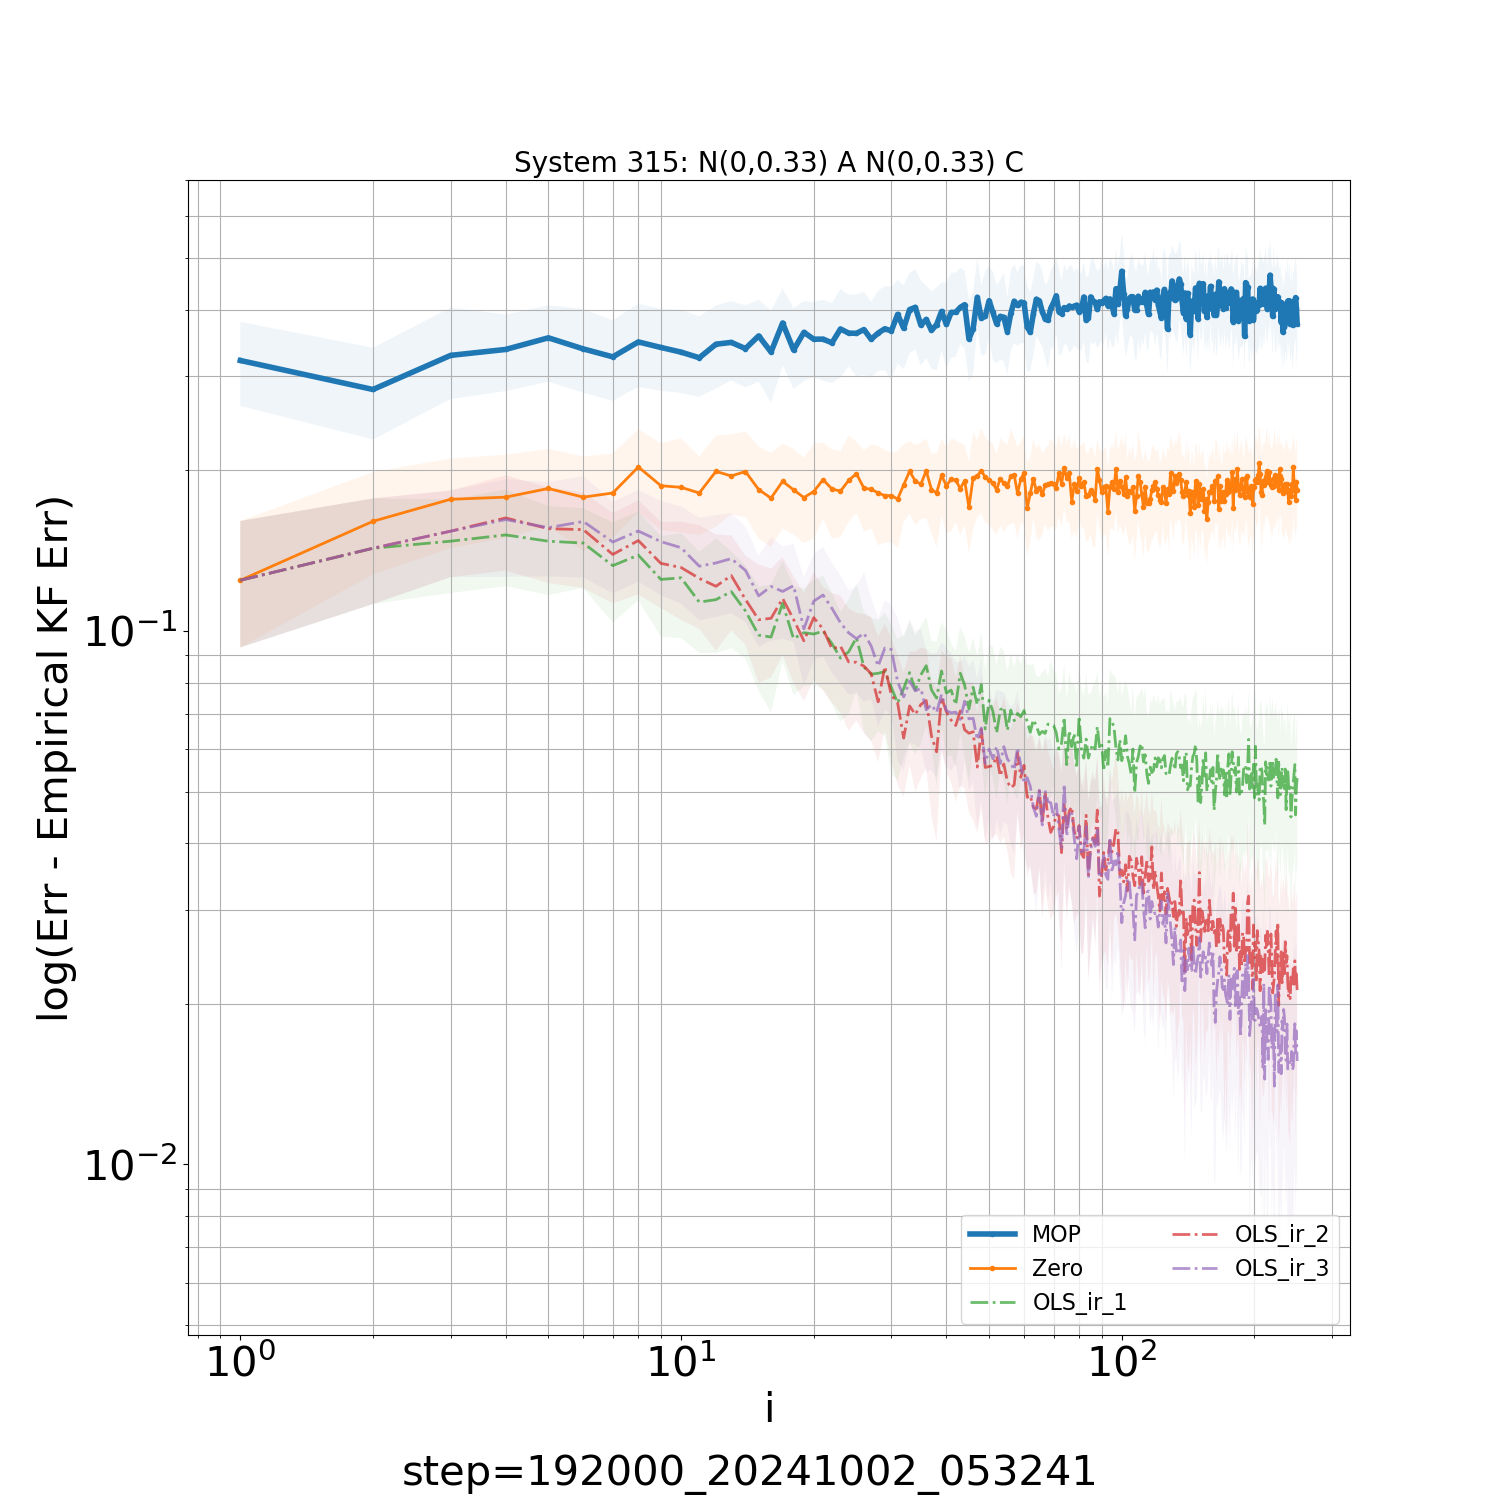 System 315: N(0,0.33) A N(0,0.33) C
log(Err - Empirical KF Err)
10⁻¹
10⁻²
MOP
Zero
OLS_ir_1
OLS_ir_2
OLS_ir_3
10⁰ 10¹ 10²
i
step=192000_20241002_053241